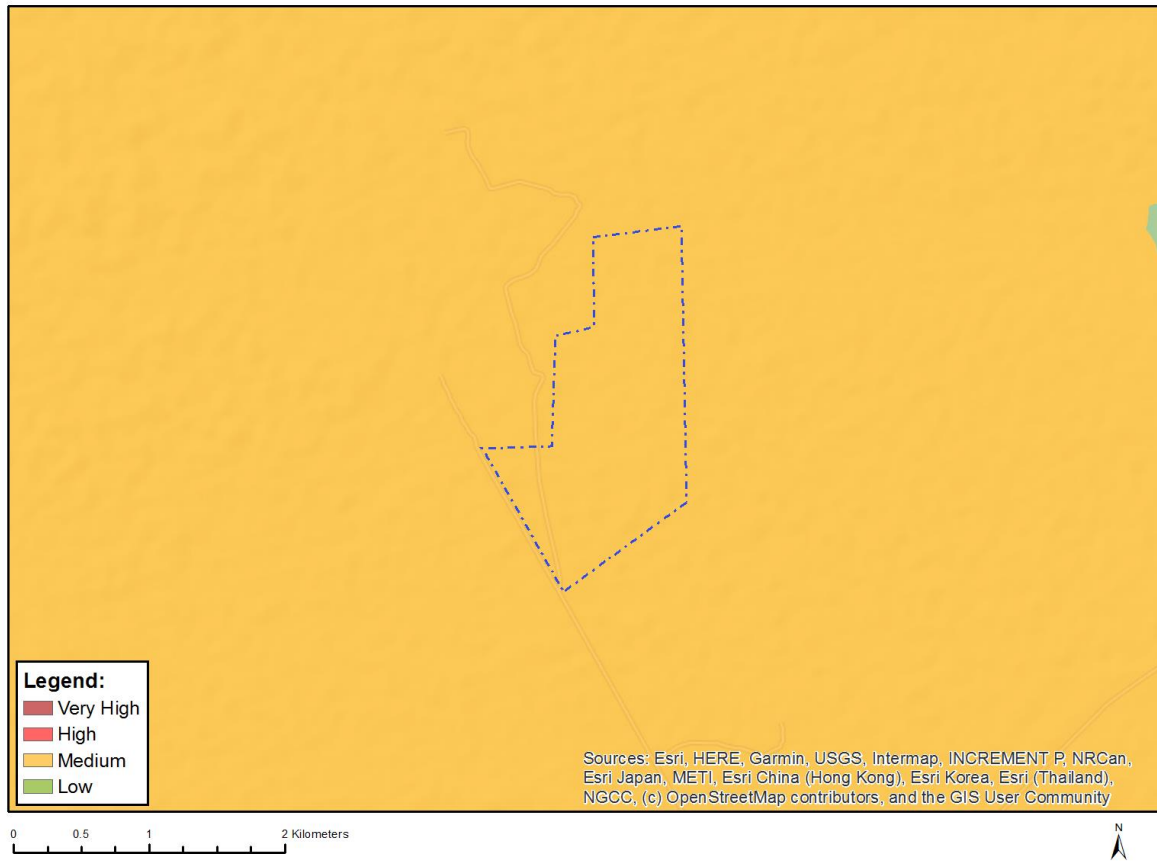 Legend:
Very High
High
Medium
Low
Sources: Esri, HERE, Garmin, USGS, Intermap, INCREMENT P, NRCan,
Esri Japan, METI, Esri China (Hong Kong), Esri Korea, Esri (Thailand),
NGCC, (c) OpenStreetMap contributors, and the GIS User Community
0 0.5 1 2 Kilometers
N